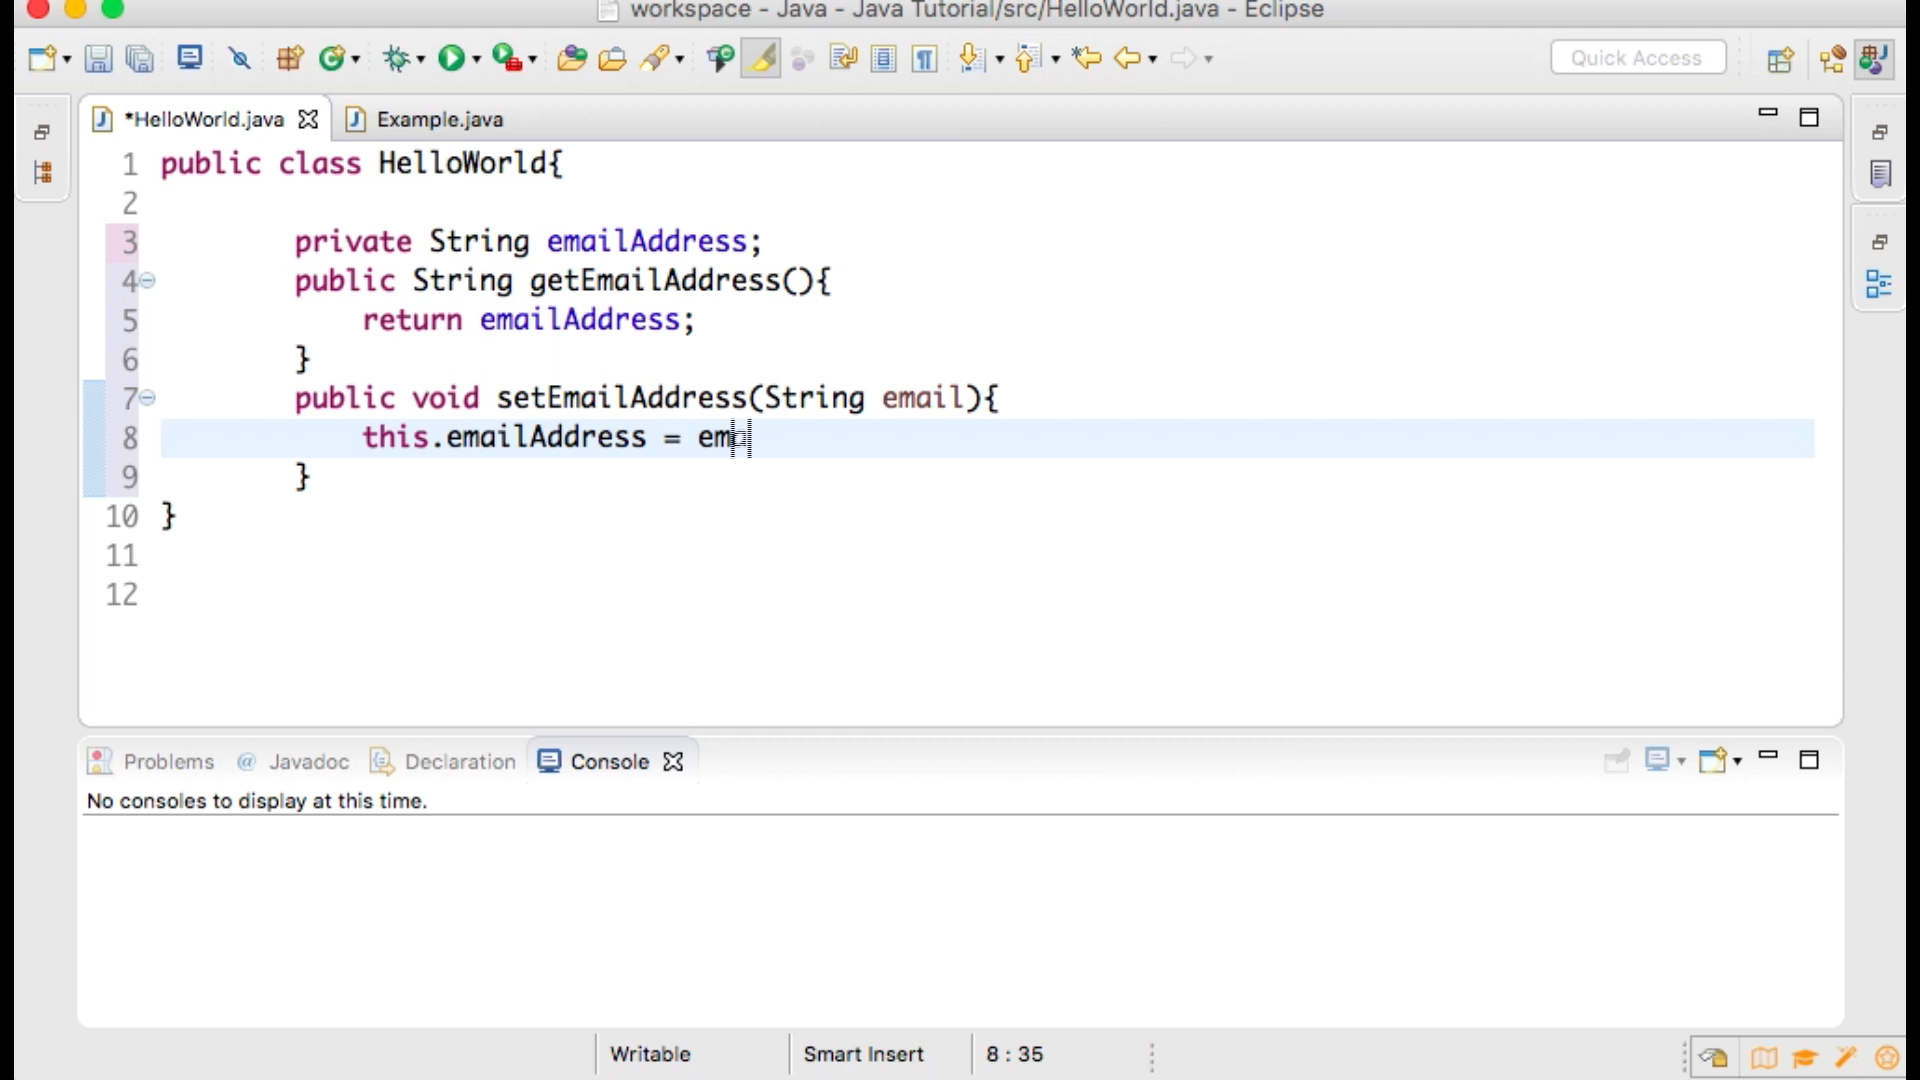 workspace - Java - Java Tutorial/src/HelloWorld.java - Eclipse
Quick Access
*HelloWorld.java
Example.java
1 public class HelloWorld{
2
3 private String emailAddress;
4 public String getEmailAddress(){
5 return emailAddress;
6 }
7 public void setEmailAddress(String email){
8 this.emailAddress = em
9 }
10 }
11
12
Problems @ Javadoc Declaration Console
No consoles to display at this time.
Writable Smart Insert 8 : 35